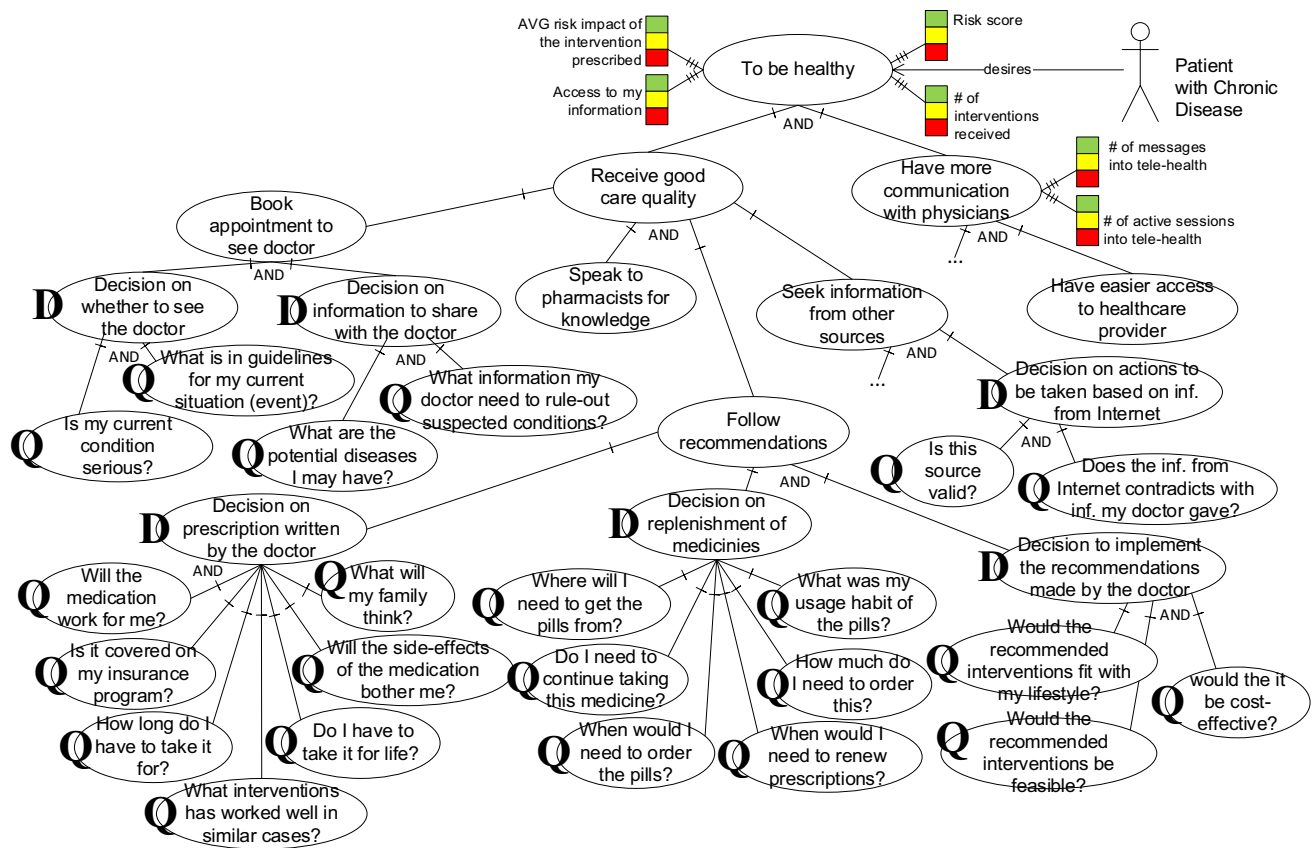 AVG risk impact of
the intervention
prescribed
Access to my
information
To be healthy
Risk score
desires
# of
interventions
received
Patient
with Chronic
Disease
AND
Receive good
care quality
Have more
communication
with physicians
# of messages
into tele-health
# of active sessions
into tele-health
Book
appointment to
see doctor
AND
AND
...
AND
Speak to
pharmacists for
knowledge
Seek information
from other
sources
Have easier access
to healthcare
provider
D
Decision on
whether to see
the doctor
D
Decision on
information to share
with the doctor
AND
AND
AND
...
Q
What is in guidelines
for my current
situation (event)?
Q
What information my
doctor need to rule-out
suspected conditions?
D
Decision on actions to
be taken based on inf.
from Internet
Q
Is my current
condition
serious?
Q
What are the
potential diseases
I may have?
Follow
recommendations
AND
Q
Is this
source
valid?
Q
Does the inf. from
Internet contradicts with
inf. my doctor gave?
AND
D
Decision on
prescription written
by the doctor
D
Decision on
replenishment of
medicinies
D
Decision to implement
the recommendations
made by the doctor
AND
Q
Will the
medication
work for me?
Q
What will
my family
think?
Q
Where will I
need to get the
pills from?
Q
What was my
usage habit of
the pills?
AND
Q
Is it covered on
my insurance
program?
Q
Will the side-effects
of the medication
bother me?
Q
Do I need to
continue taking
this medicine?
Q
How much do
I need to order
this?
Q
Would the
recommended
interventions fit with
my lifestyle?
Q
would the it
be cost-
effective?
Q
How long do I
have to take it
for?
Q
Do I have to
take it for life?
Q
When would I
need to order
the pills?
Q
When would I
need to renew
prescriptions?
Q
Would the
recommended
interventions be
feasible?
Q
What interventions
has worked well in
similar cases?